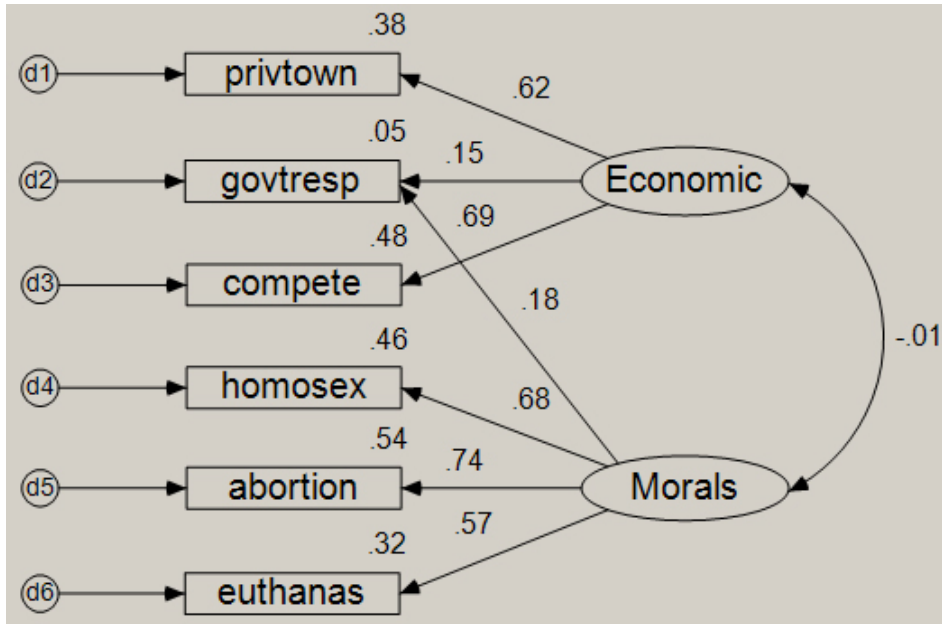 .38
d1
privtown
.62
.05
d2
govtresp
.15
Economic
.69
.48
d3
compete
.18
-.01
.46
d4
homosex
.68
.54
d5
abortion
.74
Morals
.57
.32
d6
euthanas